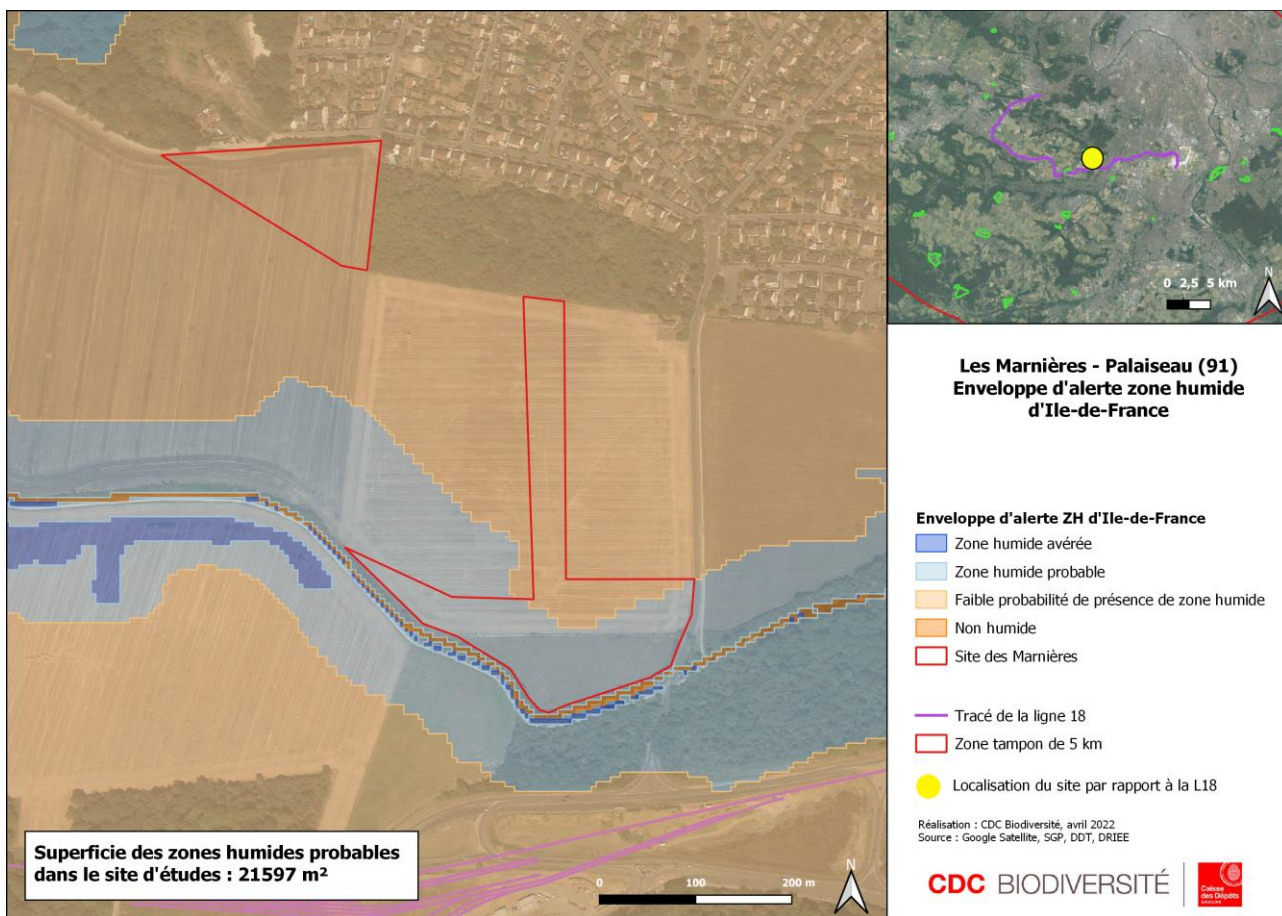 N
0 2,5 5 km
Les Marnières - Palaiseau (91)
Enveloppe d'alerte zone humide
d'Ile-de-France
Enveloppe d'alerte ZH d'Ile-de-France
Zone humide avérée
Zone humide probable
Faible probabilité de présence de zone humide
Non humide
Site des Marnières
Tracé de la ligne 18
Zone tampon de 5 km
Localisation du site par rapport à la L18
Réalisation : CDC Biodiversité, avril 2022
Source : Google Satellite, SGP, DDT, DRIEE
CDC BIODIVERSITÉ
Caisse
des Dépôts
GROUPE
Superficie des zones humides probables
dans le site d'études : 21597 m²
0 100 200 m
N